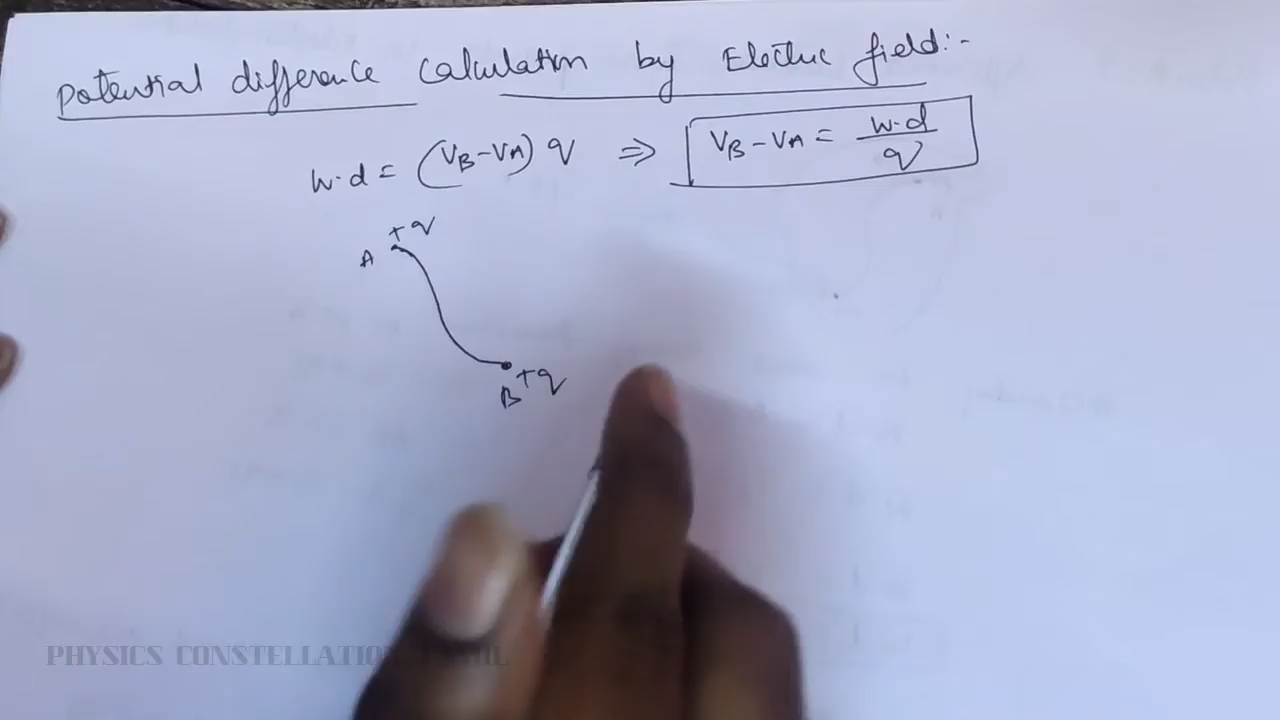 Potential difference calculation by Electric field:-
W.d = (VB-VA) q ⇒ VB-VA = W.d/q
+q
A
+q
B
PHYSICS CONSTELLATION